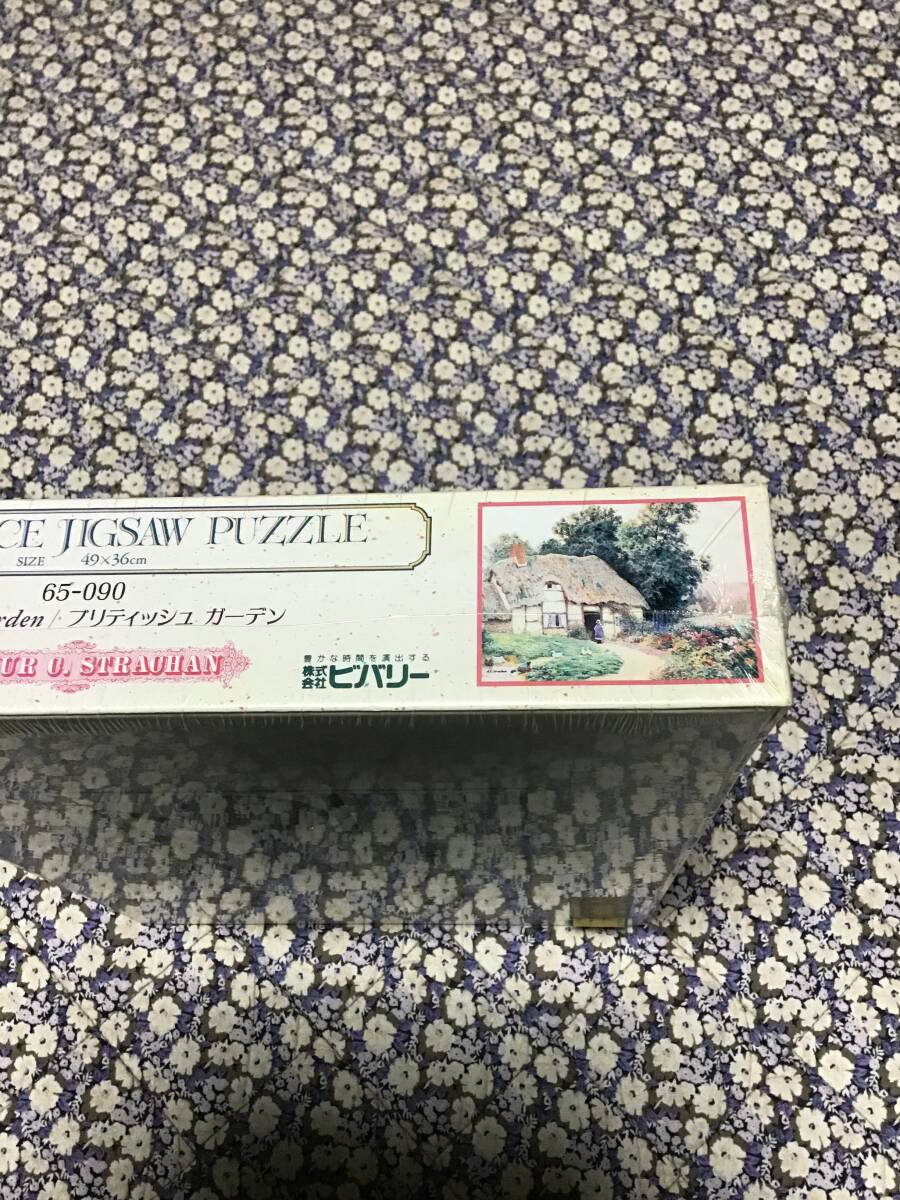 CE JIGSAW PUZZLE
SIZE 49×36cm
65-090
rden / ブリティッシュ ガーデン
UR C. STRACHAN
豊かな時間を演出する
株式会社 ビバリー